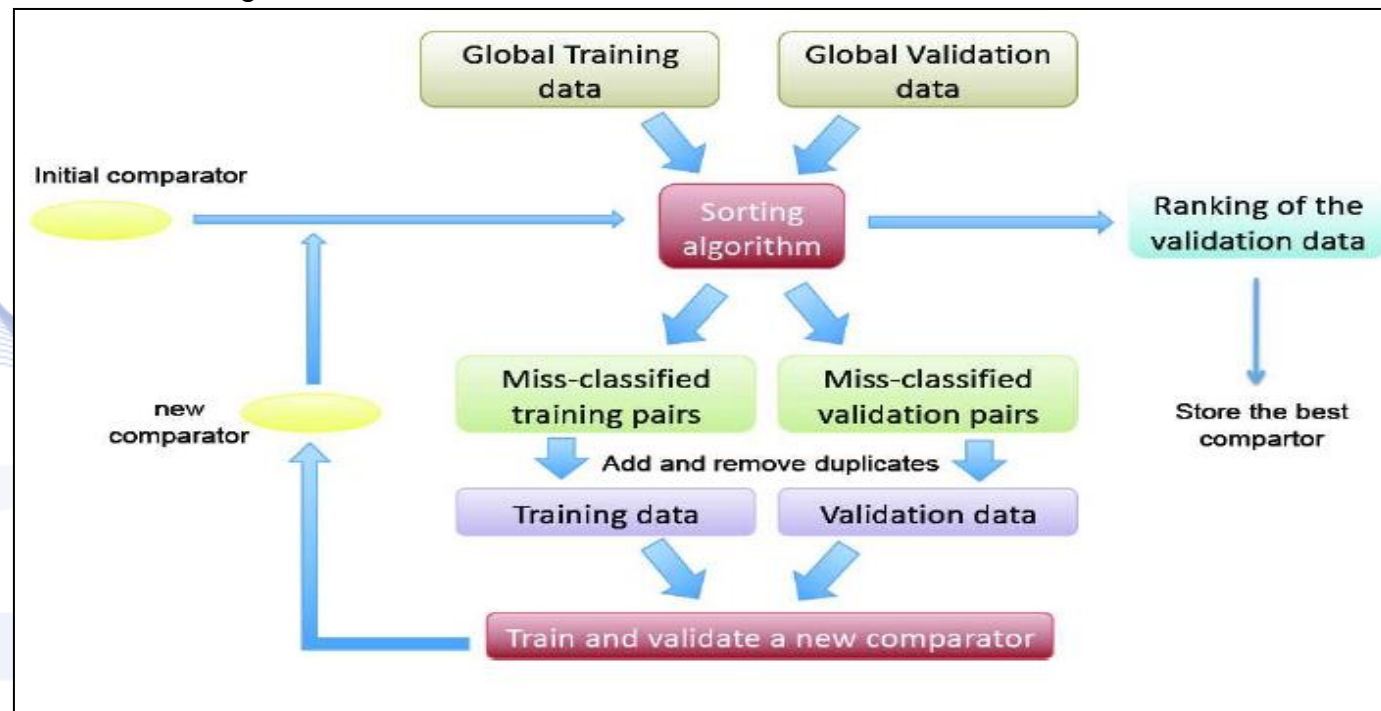 Global Training
data
Global Validation
data
Initial comparator
Sorting
algorithm
Ranking of the
validation data
Miss-classified
training pairs
Miss-classified
validation pairs
new
comparator
Store the best
compartor
Add and remove duplicates
Training data
Validation data
Train and validate a new comparator